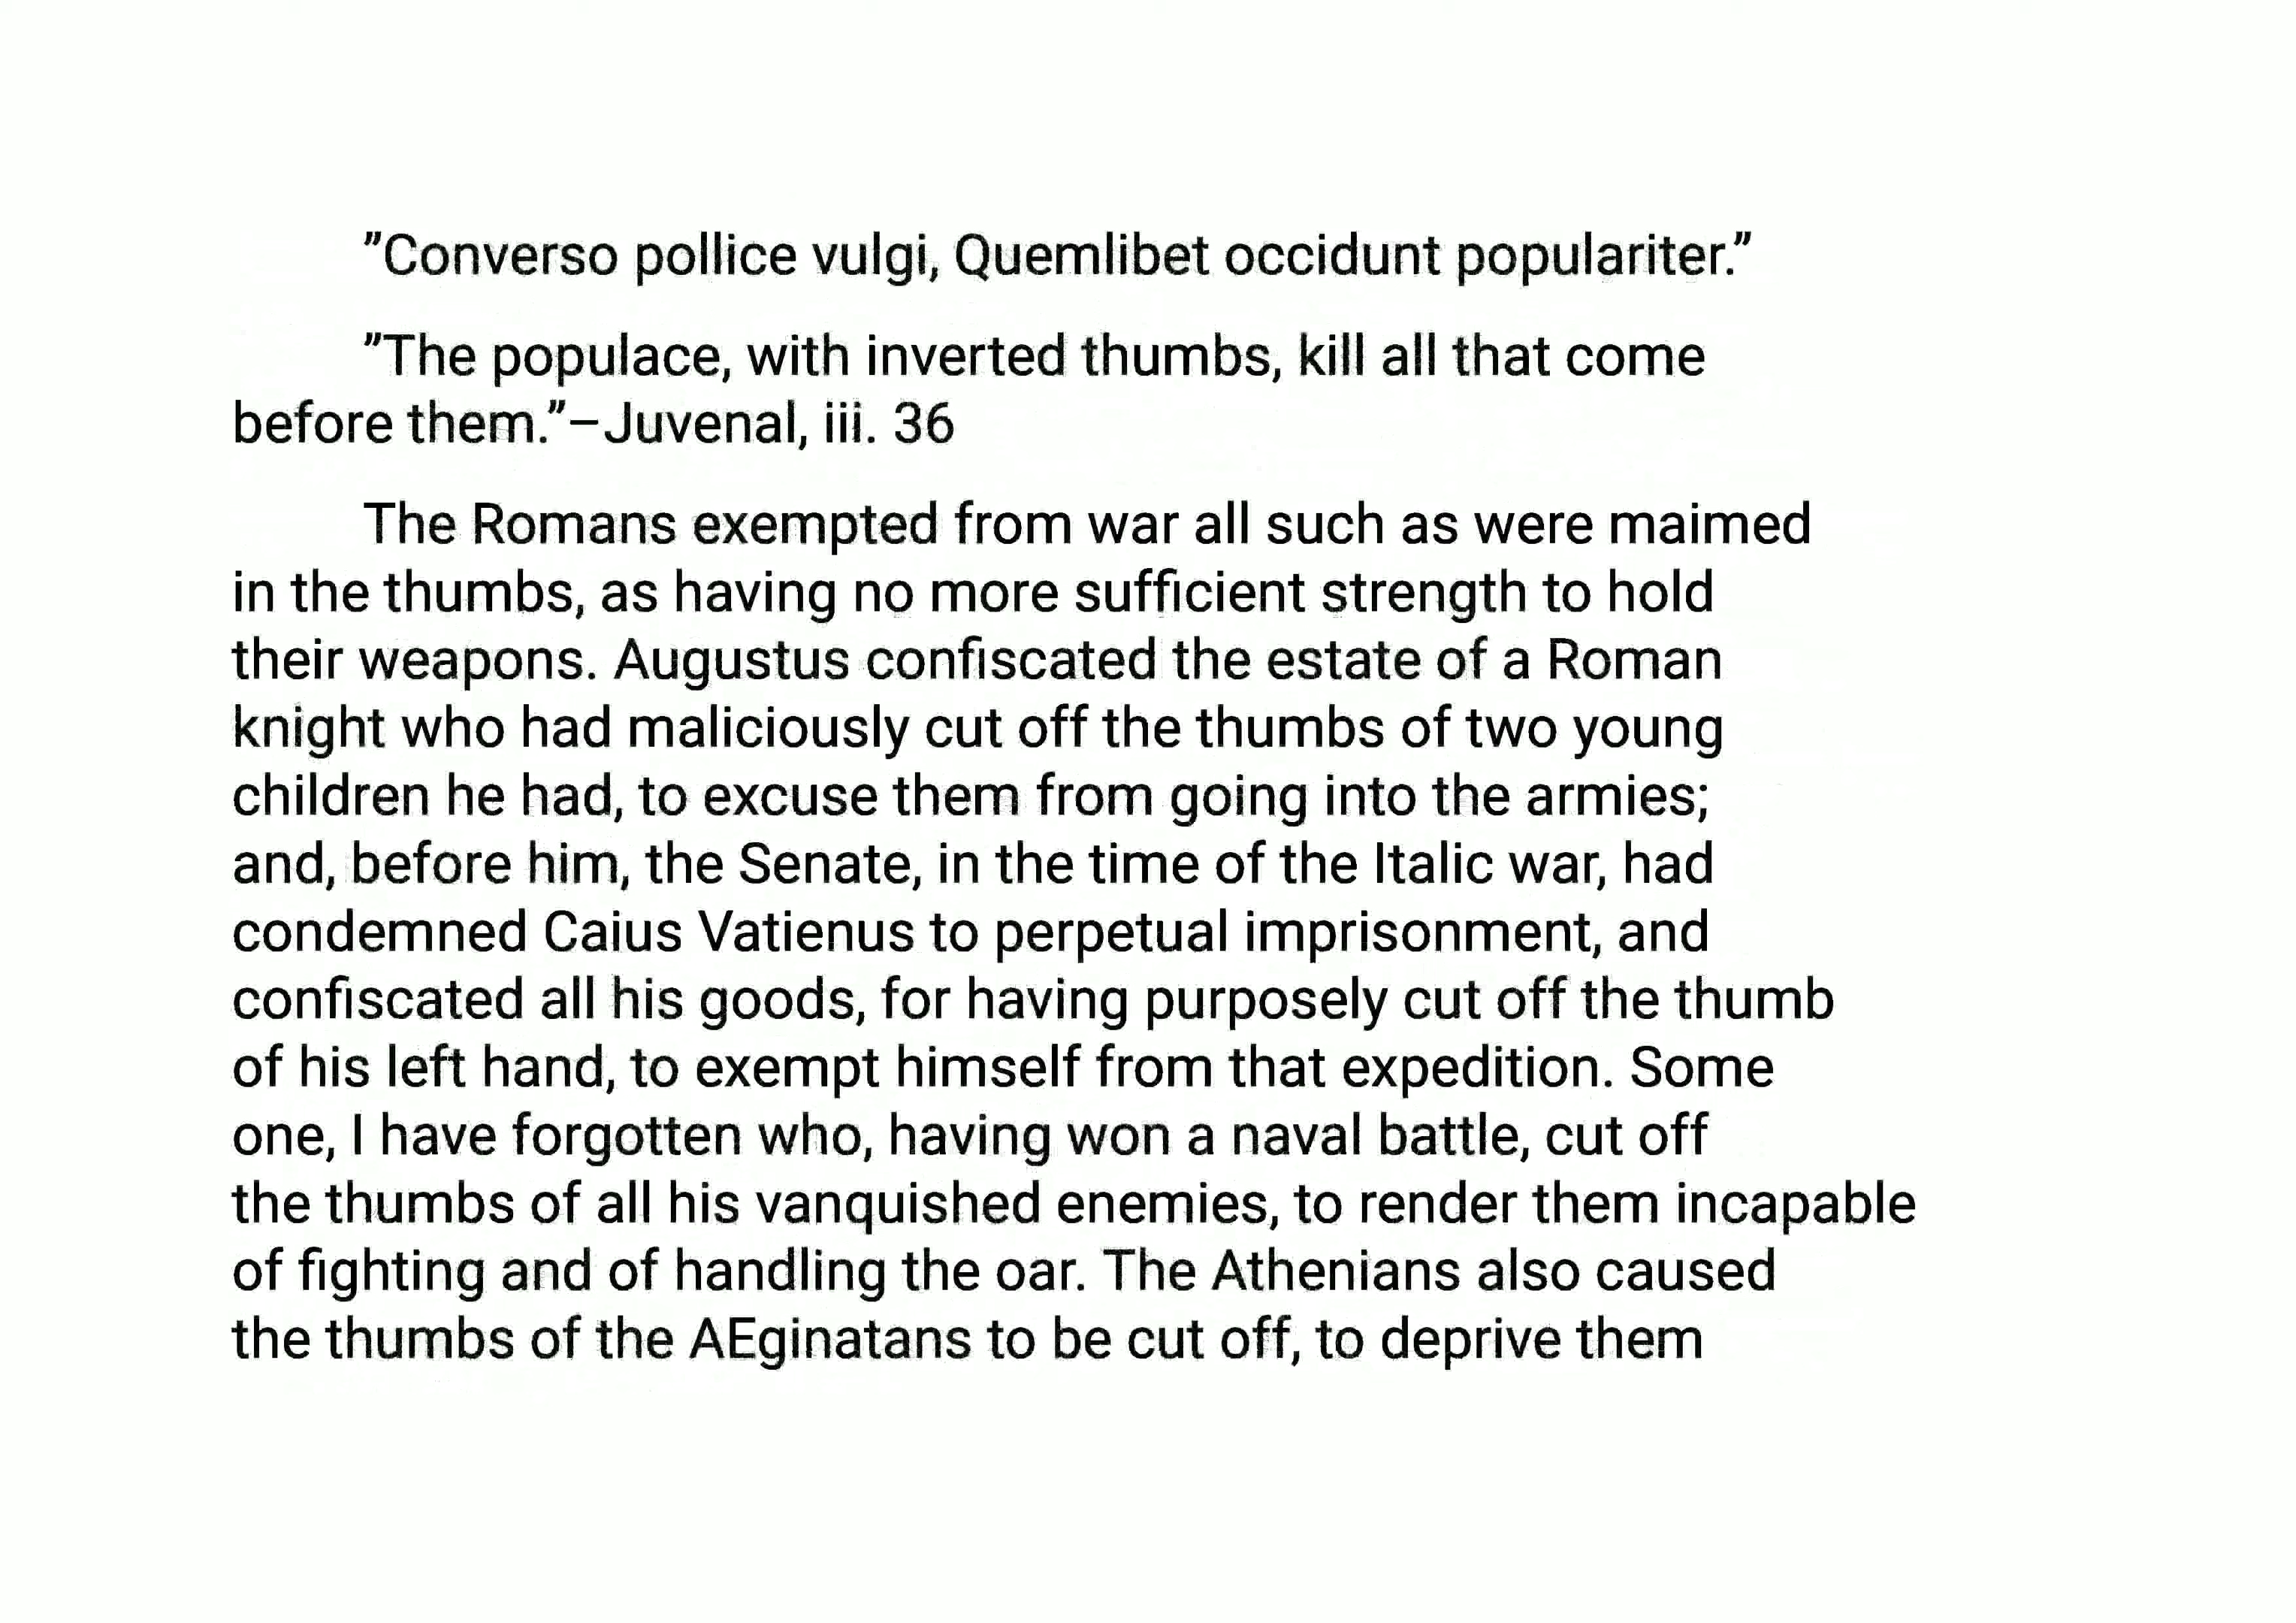 ”Converso pollice vulgi, Quemlibet occidunt populariter.”
”The populace, with inverted thumbs, kill all that come
before them.”–Juvenal, iii. 36
The Romans exempted from war all such as were maimed
in the thumbs, as having no more sufficient strength to hold
their weapons. Augustus confiscated the estate of a Roman
knight who had maliciously cut off the thumbs of two young
children he had, to excuse them from going into the armies;
and, before him, the Senate, in the time of the Italic war, had
condemned Caius Vatienus to perpetual imprisonment, and
confiscated all his goods, for having purposely cut off the thumb
of his left hand, to exempt himself from that expedition. Some
one, I have forgotten who, having won a naval battle, cut off
the thumbs of all his vanquished enemies, to render them incapable
of fighting and of handling the oar. The Athenians also caused
the thumbs of the AEginatans to be cut off, to deprive them